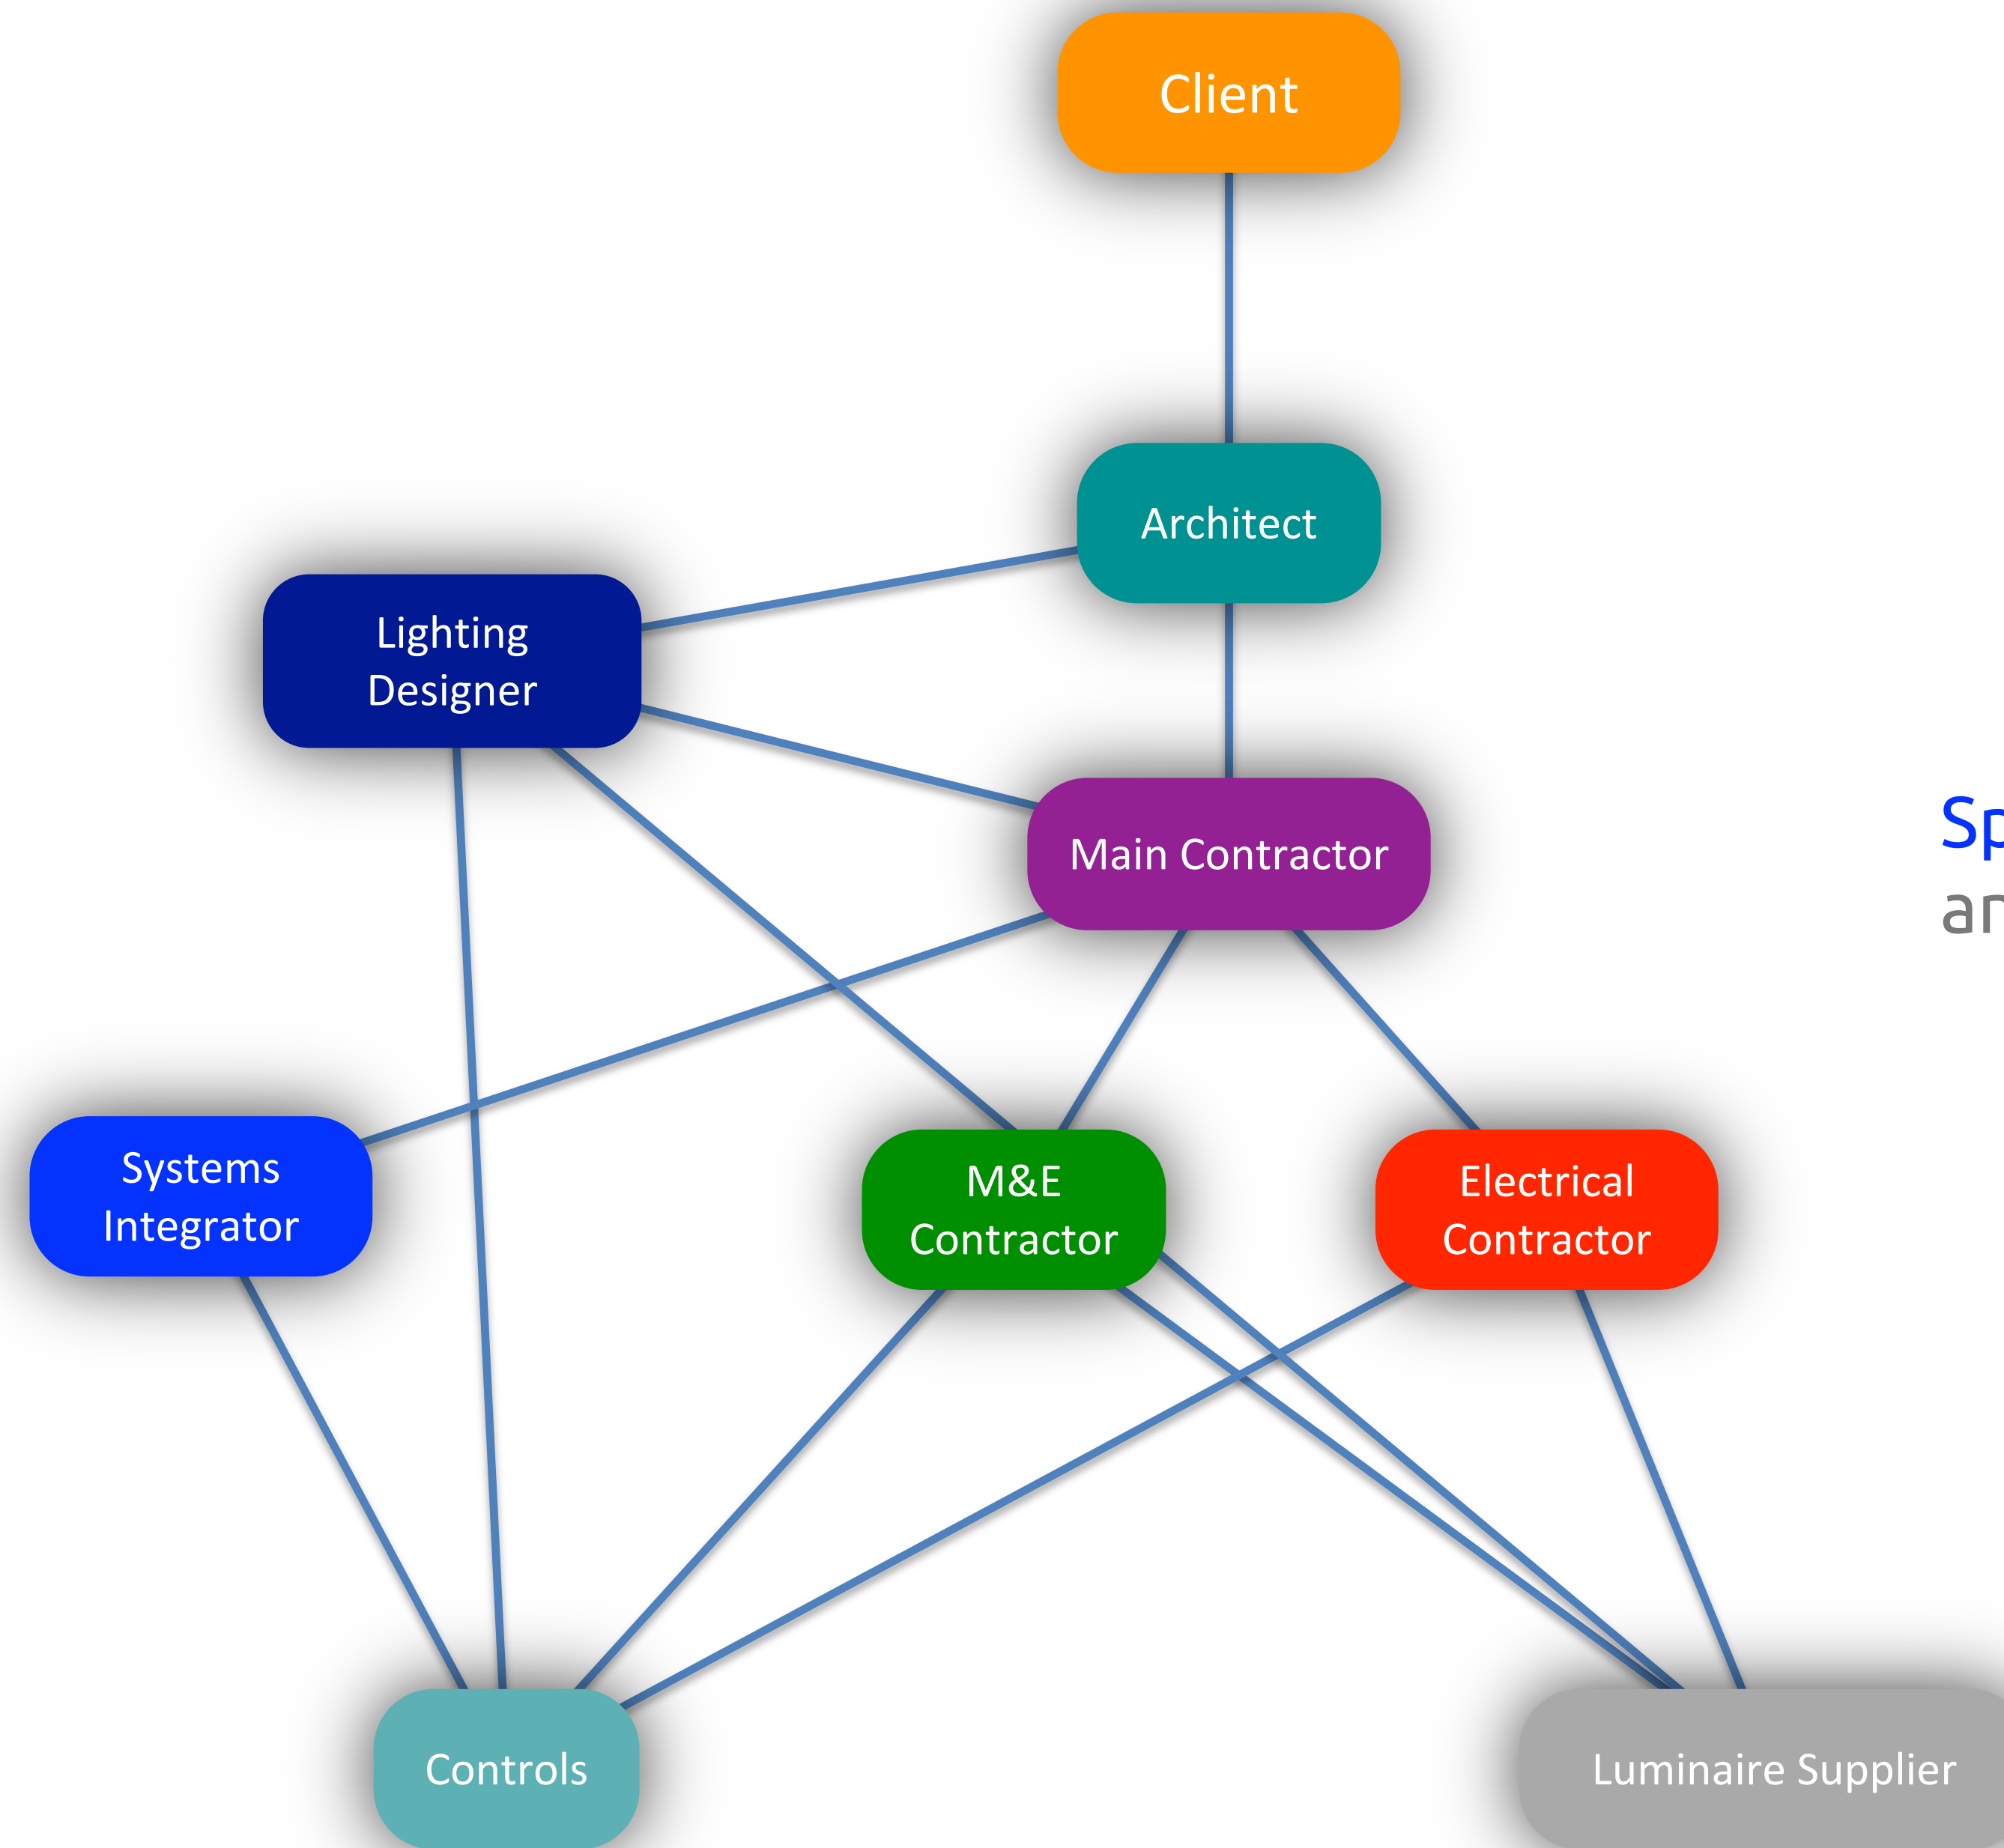 Client
Architect
Lighting
Designer
Main Contractor
Systems
Integrator
M&E
Contractor
Electrical
Contractor
Controls
Luminaire Supplier